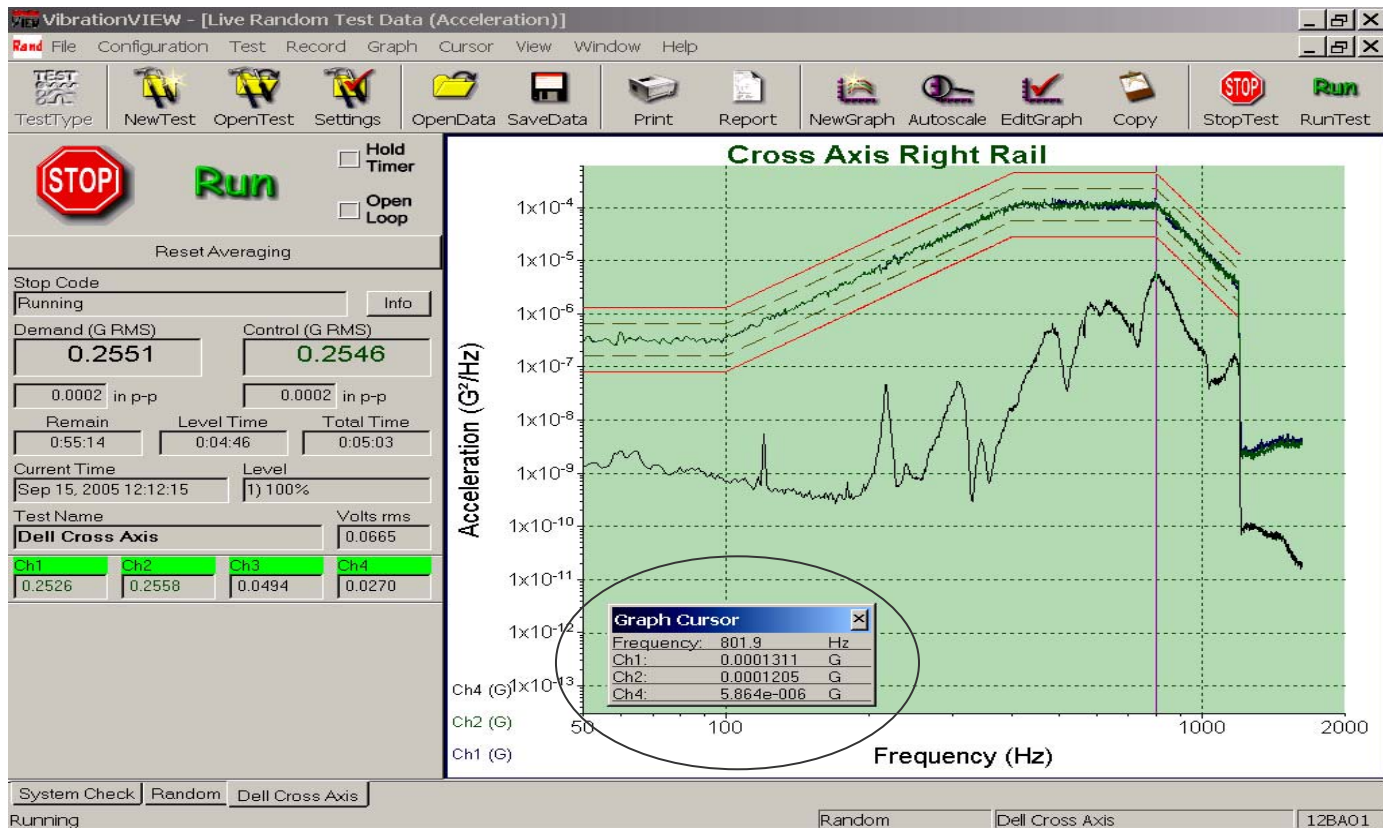 VibrationVIEW - [Live Random Test Data (Acceleration)]
Rand File Configuration Test Record Graph Cursor View Window Help
TEST
TestType NewTest OpenTest Settings OpenData SaveData Print Report NewGraph Autoscale EditGraph Copy StopTest RunTest
STOP Run
STOP
Run
Hold Timer
Open Loop
Reset Averaging
Stop Code
Running Info
Demand (G RMS) Control (G RMS)
0.2551 0.2546
0.0002 in p-p 0.0002 in p-p
Remain Level Time Total Time
0:55:14 0:04:46 0:05:03
Current Time Level
Sep 15, 2005 12:12:15 1) 100%
Test Name Volts rms
Dell Cross Axis 0.0665
Ch1 Ch2 Ch3 Ch4
0.2526 0.2558 0.0494 0.0270
Cross Axis Right Rail
Acceleration (G²/Hz)
1x10⁻⁴
1x10⁻⁵
1x10⁻⁶
1x10⁻⁷
1x10⁻⁸
1x10⁻⁹
1x10⁻¹⁰
1x10⁻¹¹
1x10⁻¹²
1x10⁻¹³
Graph Cursor
Frequency: 801.9 Hz
Ch1: 0.0001311 G
Ch2: 0.0001205 G
Ch4: 5.864e-006 G
Ch4 (G)
Ch2 (G)
Ch1 (G)
50 100 1000 2000
Frequency (Hz)
System Check Random Dell Cross Axis
Running Random Dell Cross Axis 12BA01